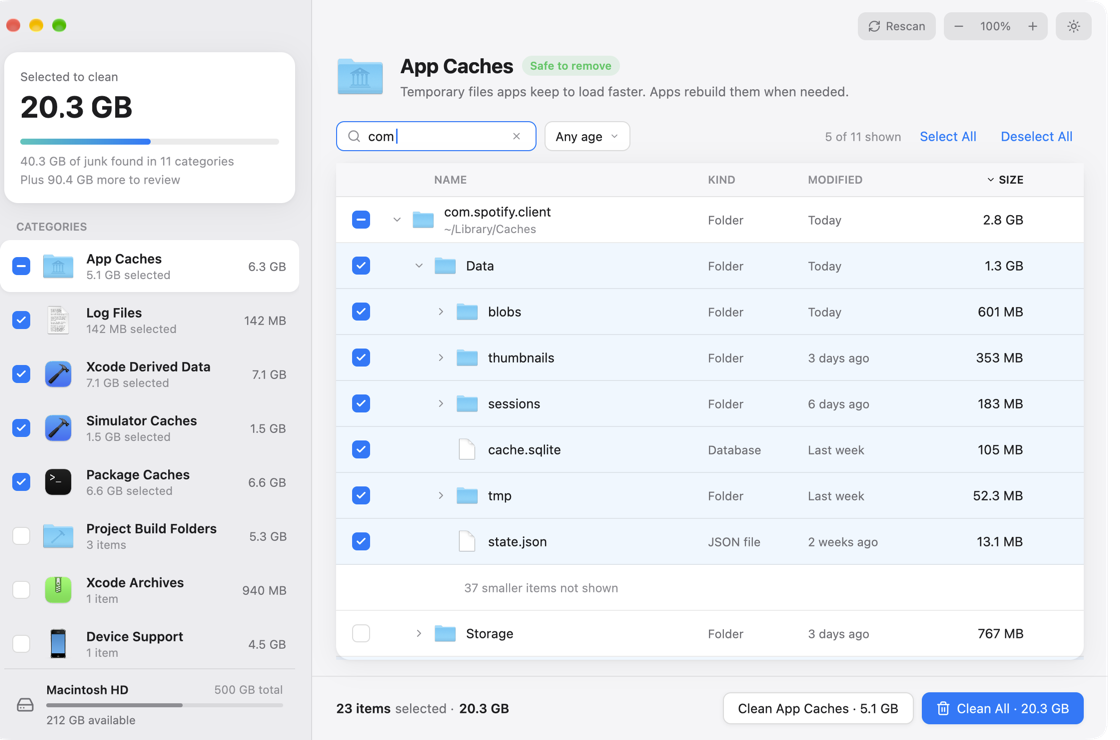 Rescan
100%
Selected to clean
20.3 GB
40.3 GB of junk found in 11 categories
Plus 90.4 GB more to review
App Caches
Safe to remove
Temporary files apps keep to load faster. Apps rebuild them when needed.
com
Any age
5 of 11 shown
Select All
Deselect All
CATEGORIES
App Caches
5.1 GB selected
6.3 GB
Log Files
142 MB selected
142 MB
Xcode Derived Data
7.1 GB selected
7.1 GB
Simulator Caches
1.5 GB selected
1.5 GB
Package Caches
6.6 GB selected
6.6 GB
Project Build Folders
3 items
5.3 GB
Xcode Archives
1 item
940 MB
Device Support
1 item
4.5 GB
Macintosh HD
500 GB total
212 GB available
NAME KIND MODIFIED SIZE
com.spotify.client
~/Library/Caches
Folder Today 2.8 GB
Data Folder Today 1.3 GB
blobs Folder Today 601 MB
thumbnails Folder 3 days ago 353 MB
sessions Folder 6 days ago 183 MB
cache.sqlite Database Last week 105 MB
tmp Folder Last week 52.3 MB
state.json JSON file 2 weeks ago 13.1 MB
37 smaller items not shown
Storage Folder 3 days ago 767 MB
23 items selected · 20.3 GB
Clean App Caches · 5.1 GB
Clean All · 20.3 GB